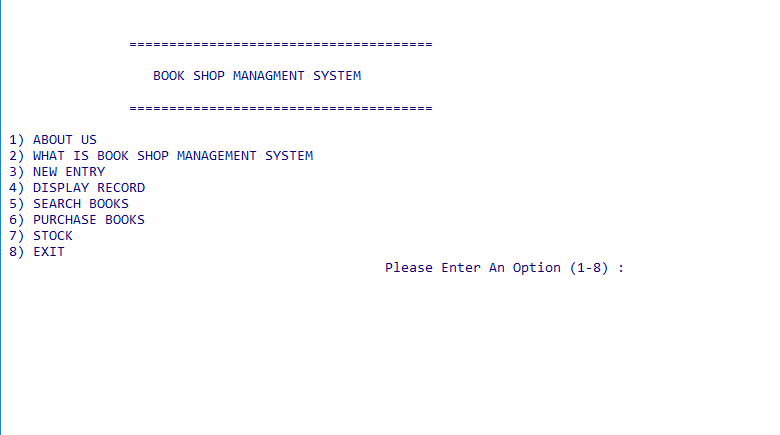 ======================================
BOOK SHOP MANAGMENT SYSTEM
======================================
1) ABOUT US
2) WHAT IS BOOK SHOP MANAGEMENT SYSTEM
3) NEW ENTRY
4) DISPLAY RECORD
5) SEARCH BOOKS
6) PURCHASE BOOKS
7) STOCK
8) EXIT
Please Enter An Option (1-8) :